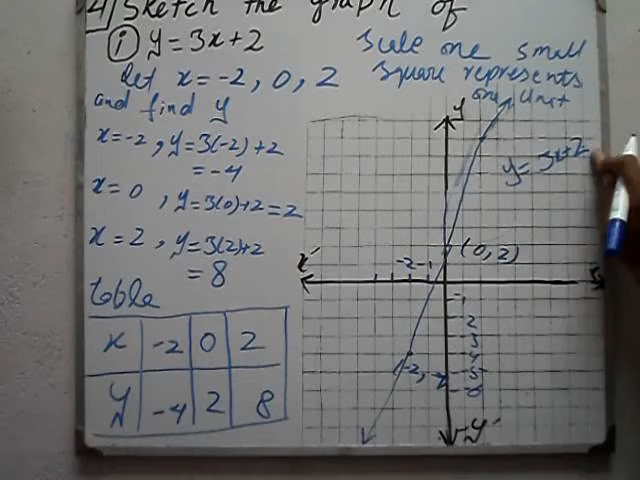 4) Sketch the graph of
i y = 3x + 2
let x = -2, 0, 2
and find y
x = -2, y = 3(-2) + 2
= -4
x = 0, y = 3(0) + 2 = 2
x = 2, y = 3(2) + 2
= 8
table
x -2 0 2
y -4 2 8
Scale one small
square represents
one unit
y
y = 3x+2
(0, 2)
x' -2 -1
-1
-2
3
4
5
6
(-2, -4
y'